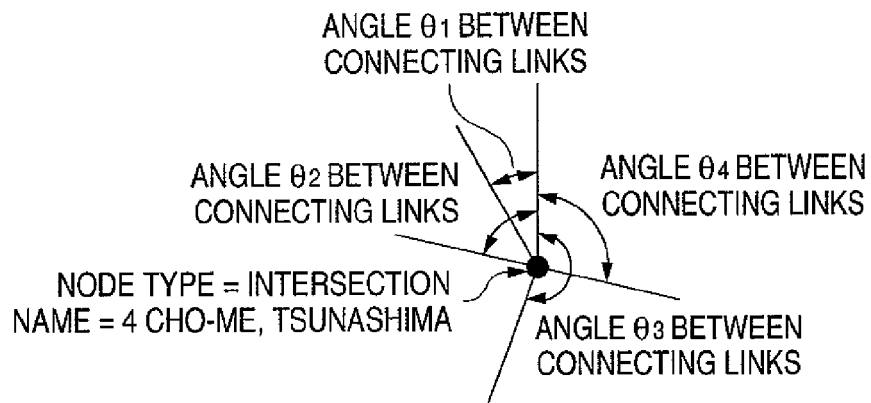 ANGLE θ1 BETWEEN
CONNECTING LINKS
ANGLE θ2 BETWEEN
CONNECTING LINKS
ANGLE θ4 BETWEEN
CONNECTING LINKS
NODE TYPE = INTERSECTION
NAME = 4 CHO-ME, TSUNASHIMA
ANGLE θ3 BETWEEN
CONNECTING LINKS